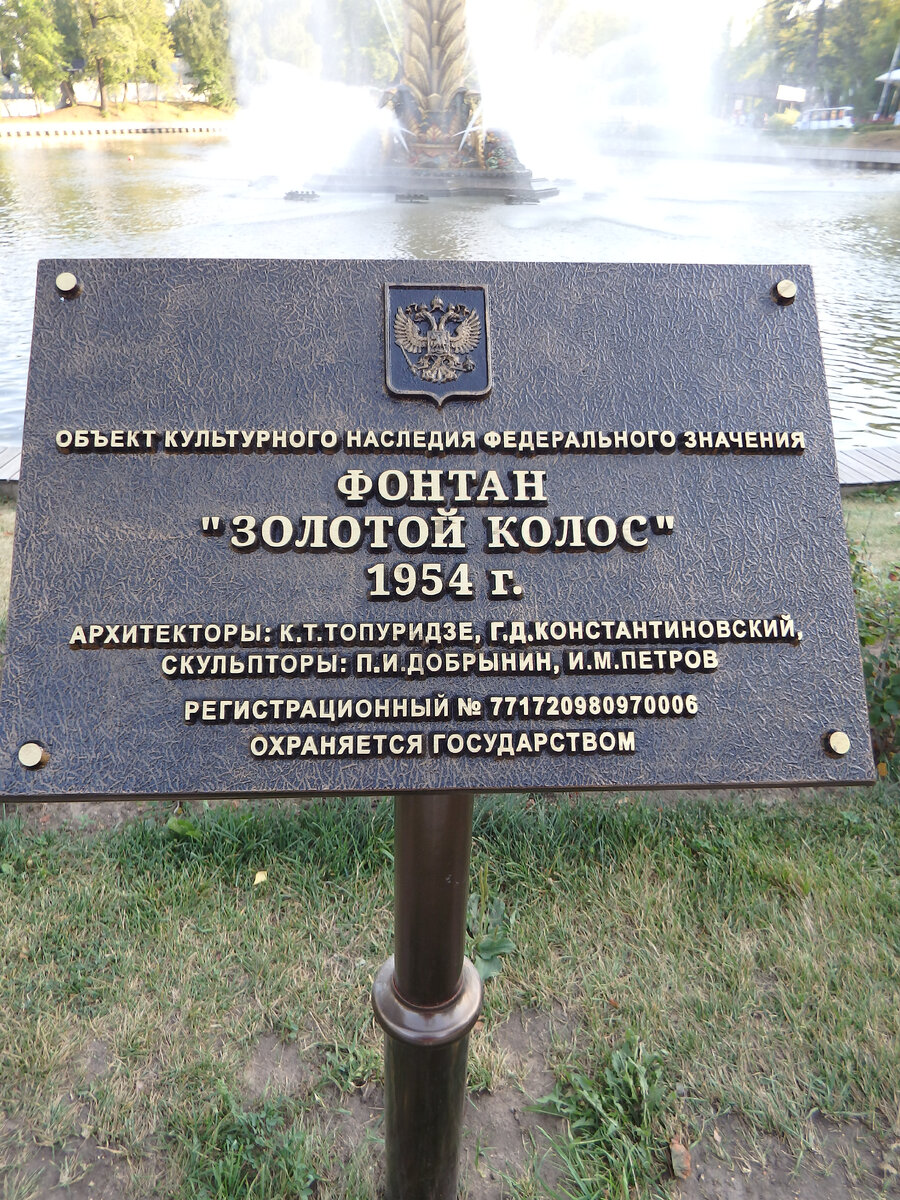 ОБЪЕКТ КУЛЬТУРНОГО НАСЛЕДИЯ ФЕДЕРАЛЬНОГО ЗНАЧЕНИЯ
ФОНТАН
"ЗОЛОТОЙ КОЛОС"
1954 г.
АРХИТЕКТОРЫ: К.Т.ТОПУРИДЗЕ, Г.Д.КОНСТАНТИНОВСКИЙ,
СКУЛЬПТОРЫ: П.И.ДОБРЫНИН, И.М.ПЕТРОВ
РЕГИСТРАЦИОННЫЙ № 771720980970006
ОХРАНЯЕТСЯ ГОСУДАРСТВОМ